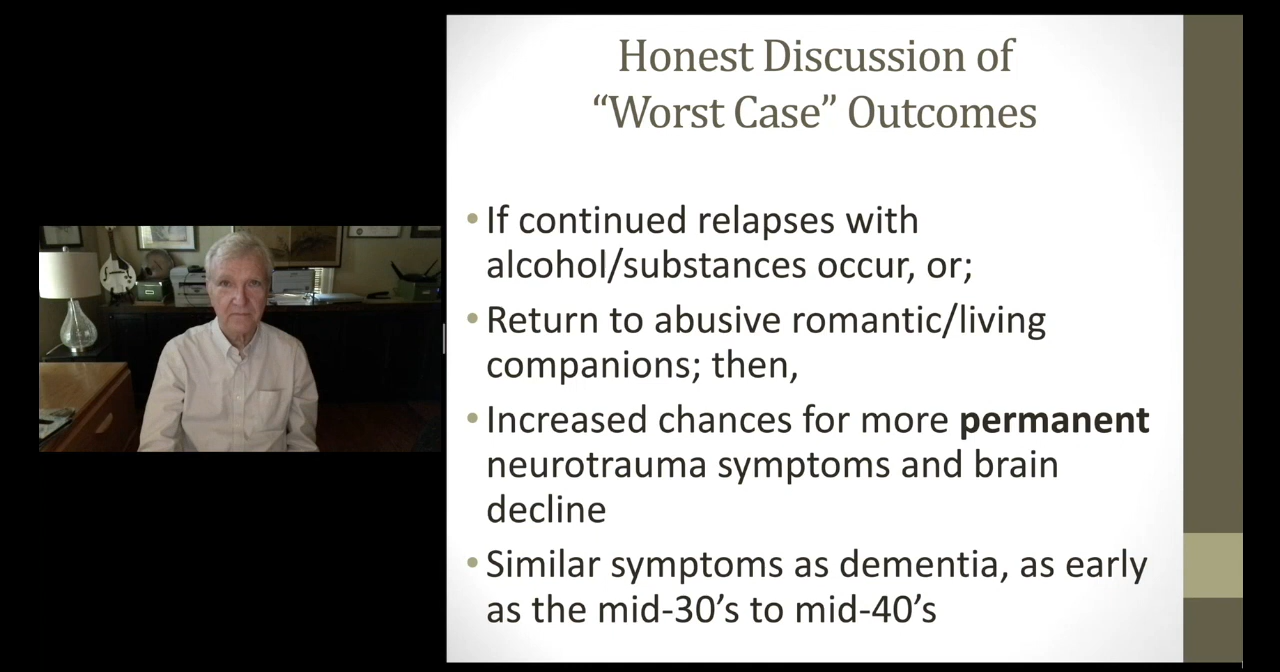 Honest Discussion of
“Worst Case” Outcomes
• If continued relapses with
alcohol/substances occur, or;
• Return to abusive romantic/living
companions; then,
• Increased chances for more permanent
neurotrauma symptoms and brain
decline
• Similar symptoms as dementia, as early
as the mid-30’s to mid-40’s